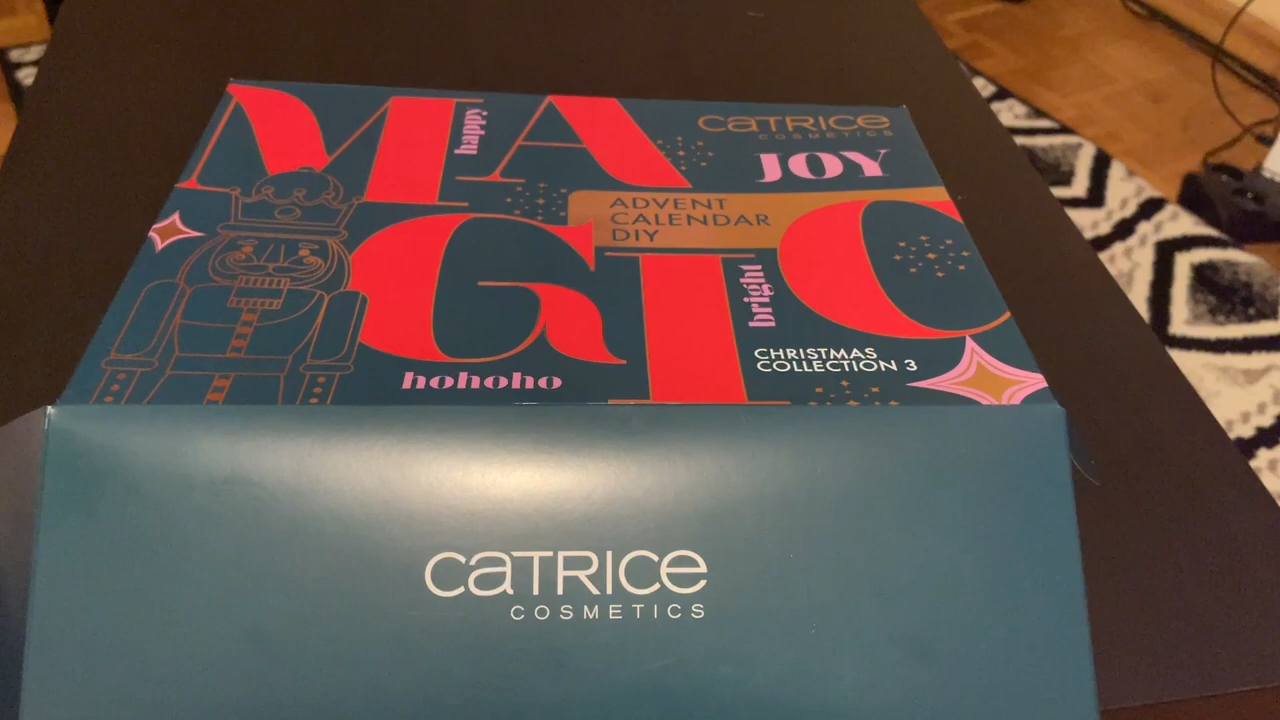 MAGIC
happy
CATRICE
COSMETICS
JOY
ADVENT
CALENDAR
DIY
bright
hohoho
CHRISTMAS
COLLECTION 3
CATRICE
COSMETICS